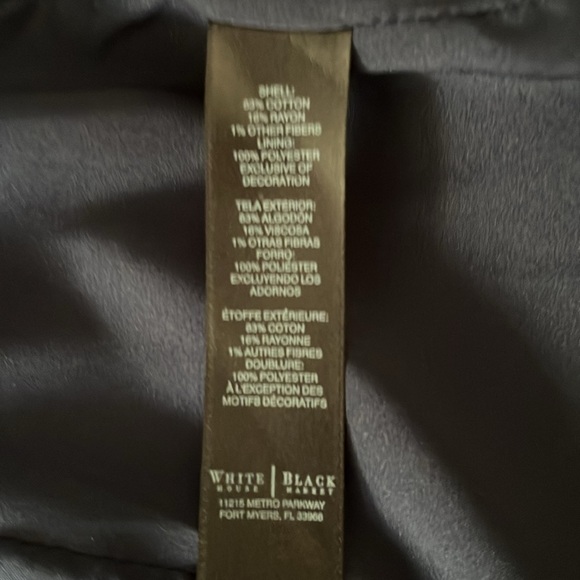 SHELL:
83% COTTON
16% RAYON
1% OTHER FIBERS
LINING:
100% POLYESTER
EXCLUSIVE OF
DECORATION
TELA EXTERIOR:
83% ALGODÓN
16% VISCOSA
1% OTRAS FIBRAS
FORRO:
100% POLIÉSTER
EXCLUYENDO LOS
ADORNOS
ÉTOFFE EXTÉRIEURE:
83% COTON
16% RAYONNE
1% AUTRES FIBRES
DOUBLURE:
100% POLYESTER
À L'EXCEPTION DES
MOTIFS DÉCORATIFS
WHITE | BLACK
HOUSE MARKET
11215 METRO PARKWAY
FORT MYERS, FL 33966